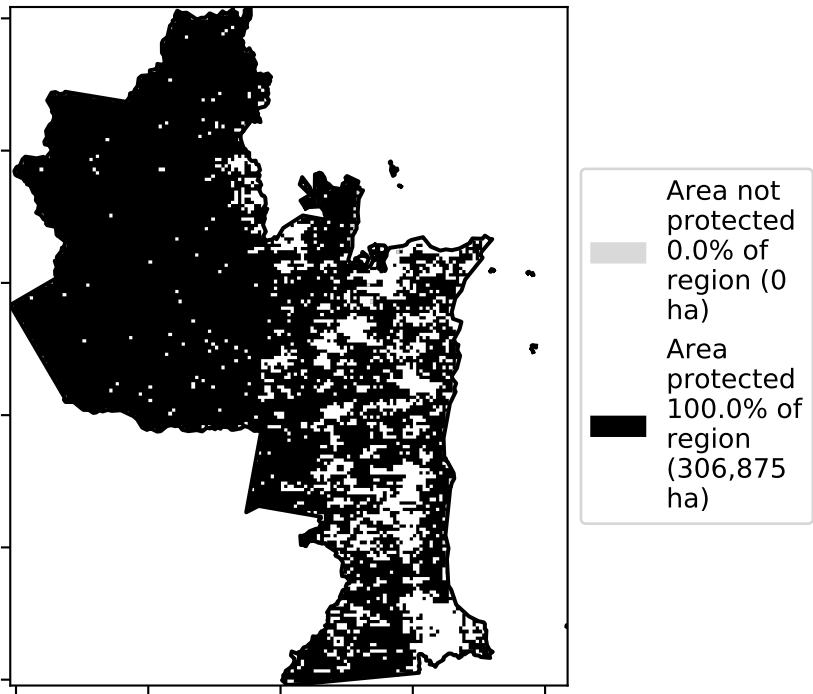 Area not
protected
0.0% of
region (0
ha)
Area
protected
100.0% of
region
(306,875
ha)